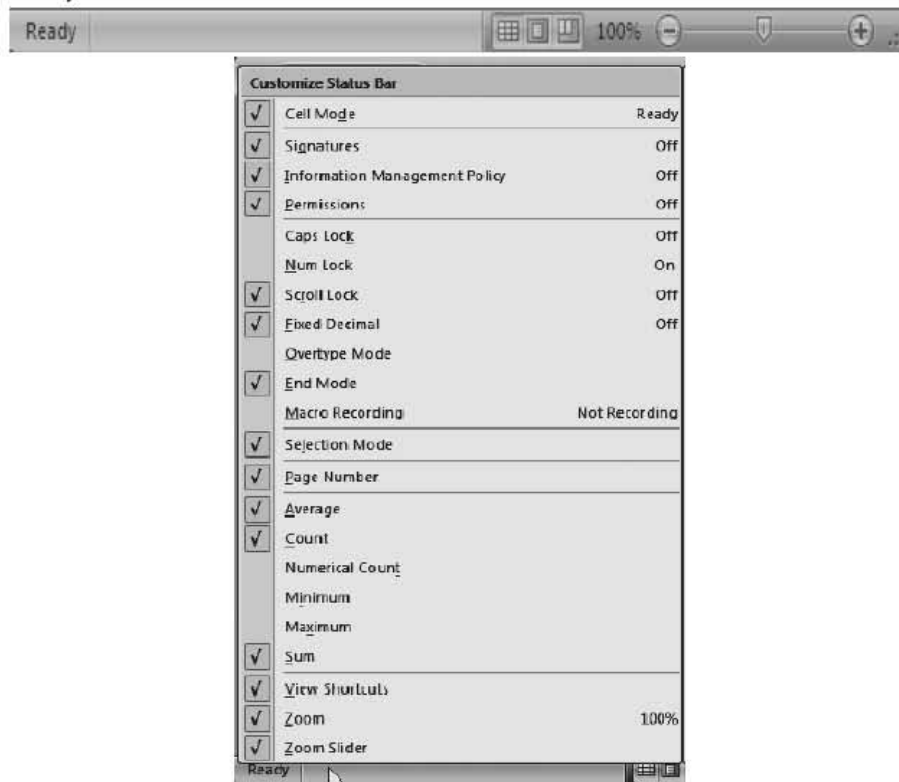 Ready 100%
Customize Status Bar
Cell Mode Ready
Signatures Off
Information Management Policy Off
Permissions Off
Caps Lock Off
Num Lock On
Scroll Lock Off
Fixed Decimal Off
Overtype Mode
End Mode
Macro Recording Not Recording
Selection Mode
Page Number
Average
Count
Numerical Count
Minimum
Maximum
Sum
View Shortcuts
Zoom 100%
Zoom Slider
Ready